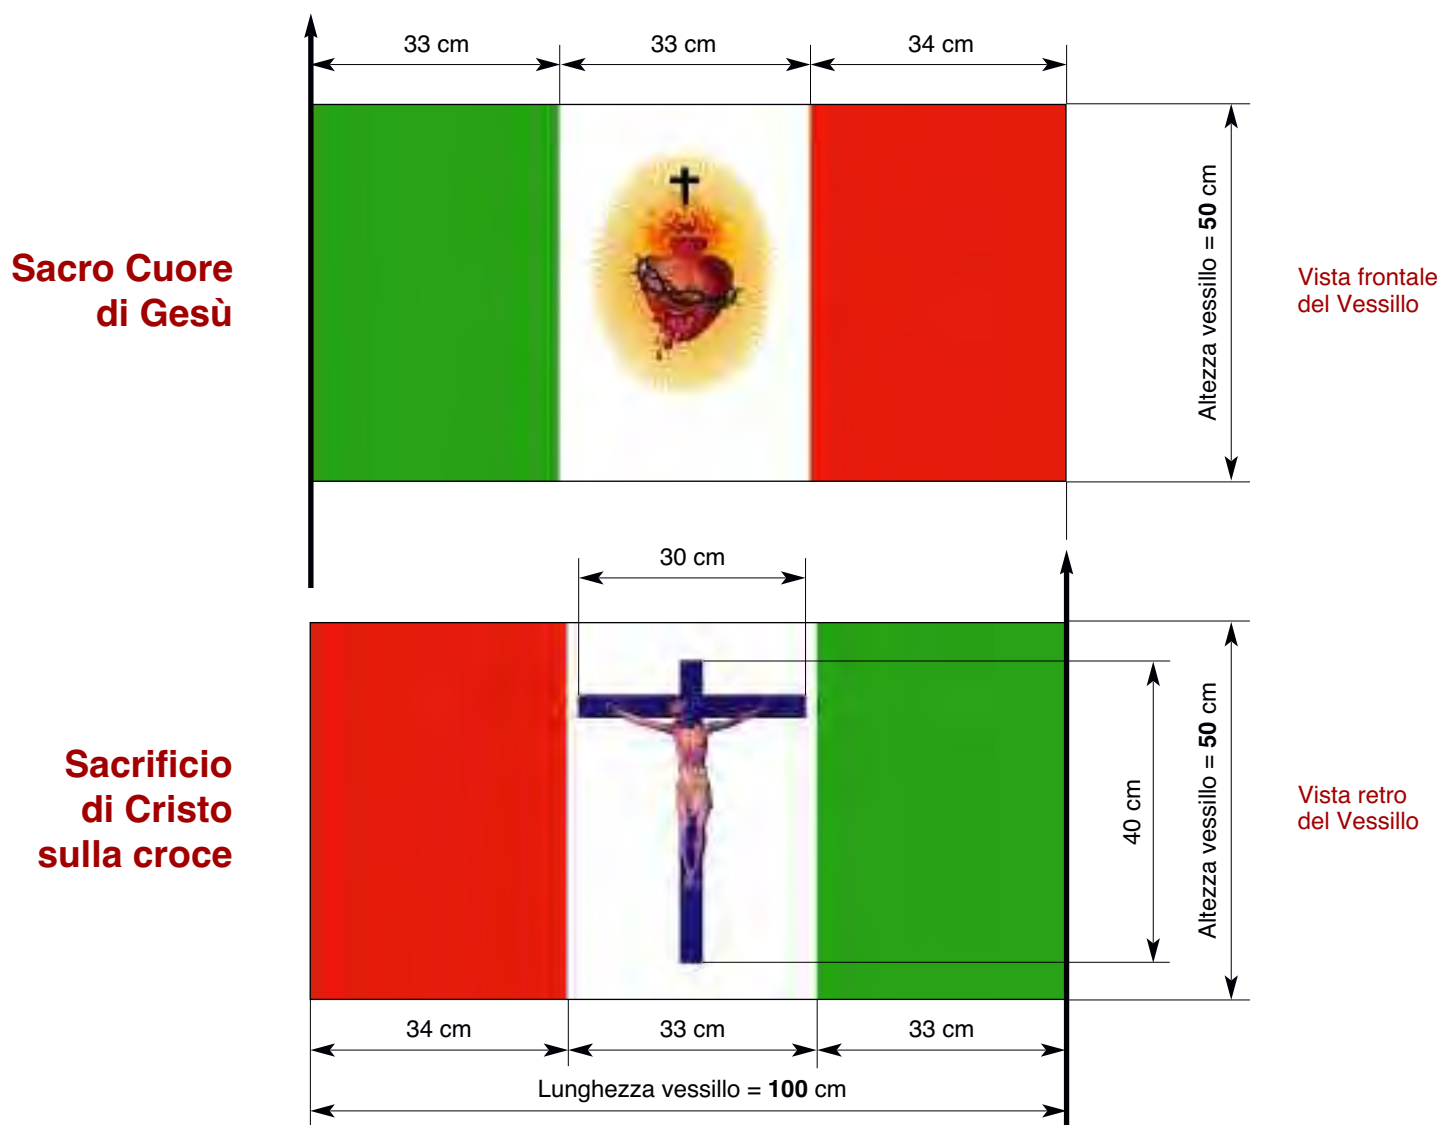 33 cm
33 cm
34 cm
Sacro Cuore
di Gesù
Altezza vessillo = 50 cm
Vista frontale
del Vessillo
30 cm
Sacrificio
di Cristo
sulla croce
40 cm
Altezza vessillo = 50 cm
Vista retro
del Vessillo
34 cm
33 cm
33 cm
Lunghezza vessillo = 100 cm